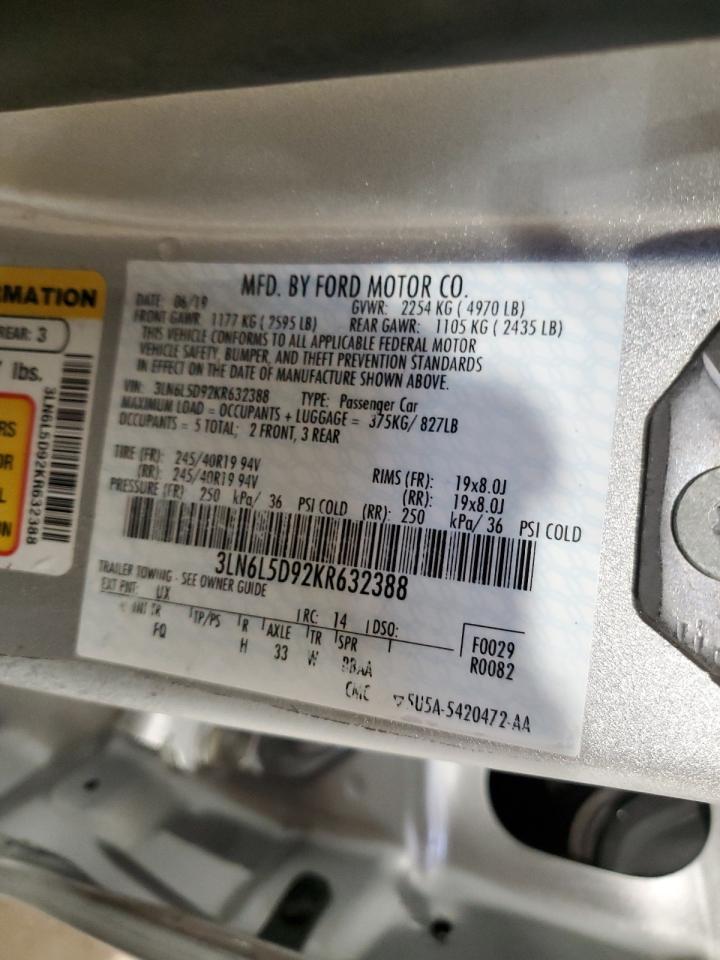 RMATION
REAR: 3
lbs.
RS
OR
L
ON
3LN6L5D92KR632388
MFD. BY FORD MOTOR CO.
DATE: 06/19 GVWR: 2254 KG ( 4970 LB)
FRONT GAWR: 1177 KG ( 2595 LB) REAR GAWR: 1105 KG ( 2435 LB)
THIS VEHICLE CONFORMS TO ALL APPLICABLE FEDERAL MOTOR
VEHICLE SAFETY, BUMPER, AND THEFT PREVENTION STANDARDS
IN EFFECT ON THE DATE OF MANUFACTURE SHOWN ABOVE.
VIN: 3LN6L5D92KR632388 TYPE: Passenger Car
MAXIMUM LOAD = OCCUPANTS + LUGGAGE = 375KG/ 827LB
OCCUPANTS = 5 TOTAL; 2 FRONT, 3 REAR
TIRE (FR): 245/40R19 94V RIMS (FR): 19x8.0J
(RR): 245/40R19 94V (RR): 19x8.0J
PRESSURE (FR) 250 kPa/ 36 PSI COLD (RR): 250 kPa/ 36 PSI COLD
3LN6L5D92KR632388
TRAILER TOWING - SEE OWNER GUIDE
EXT PNT: UX RC: 14 DSO:
INT TR TP/PS R AXLE TR SPR F0029
FQ H 33 W BBAA R0082
CMC 5U5A-5420472-AA